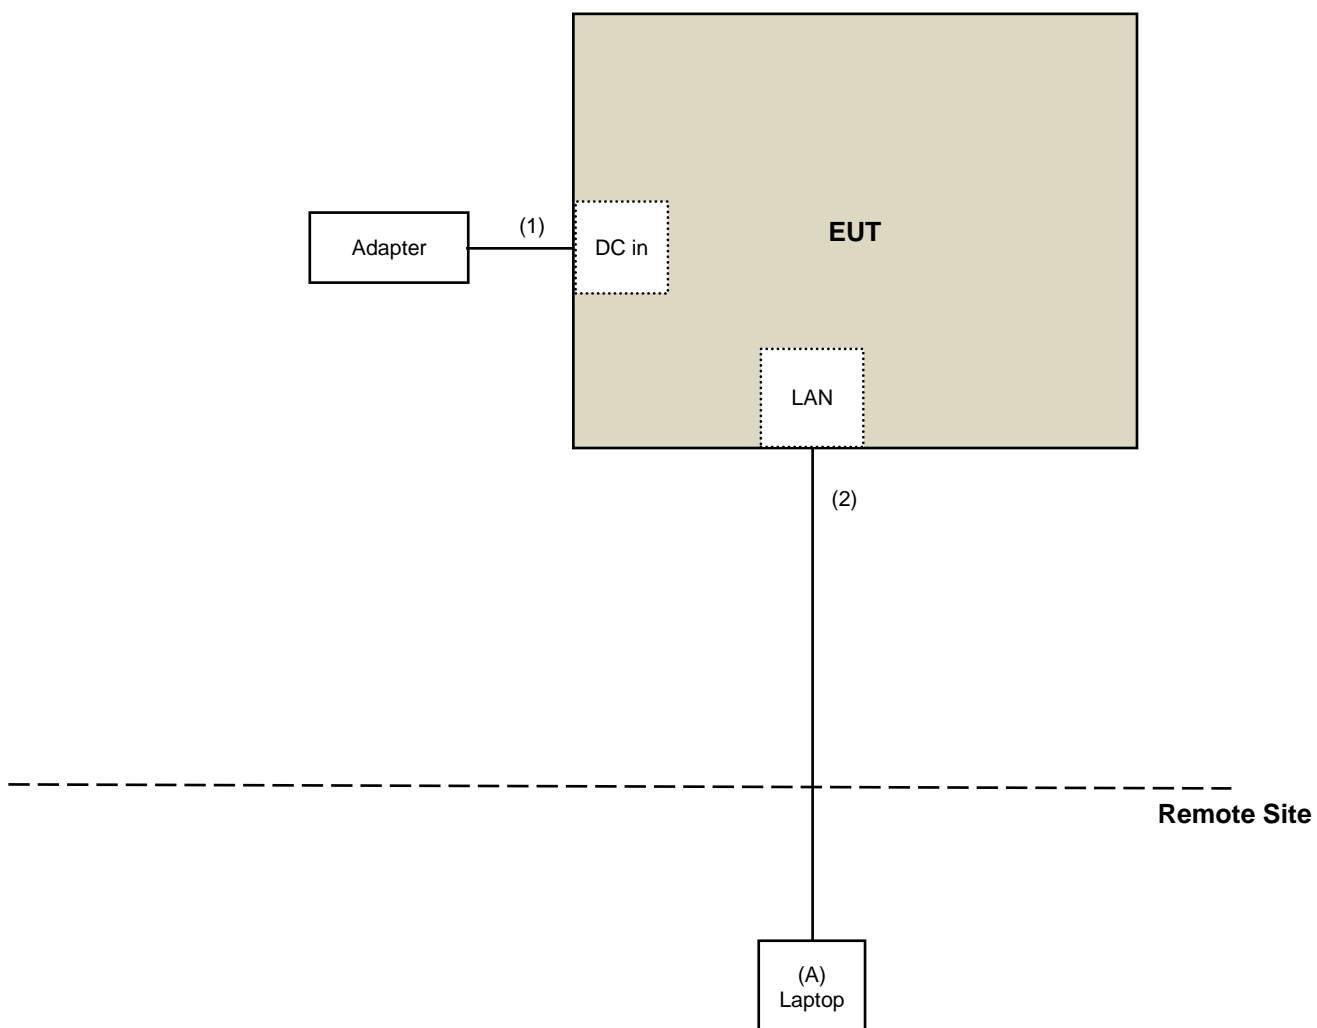 (1)
EUT
Adapter
DC in
LAN
(2)
Remote Site
(A)
Laptop